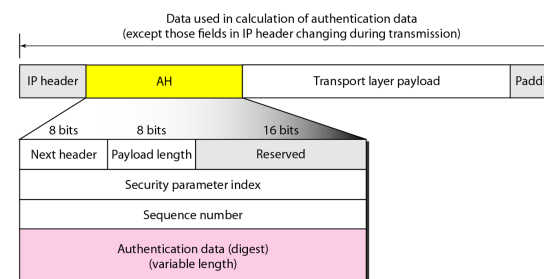 Data used in calculation of authentication data
(except those fields in IP header changing during transmission)
IP header AH Transport layer payload Paddi
8 bits 8 bits 16 bits
Next header Payload length Reserved
Security parameter index
Sequence number
Authentication data (digest)
(variable length)